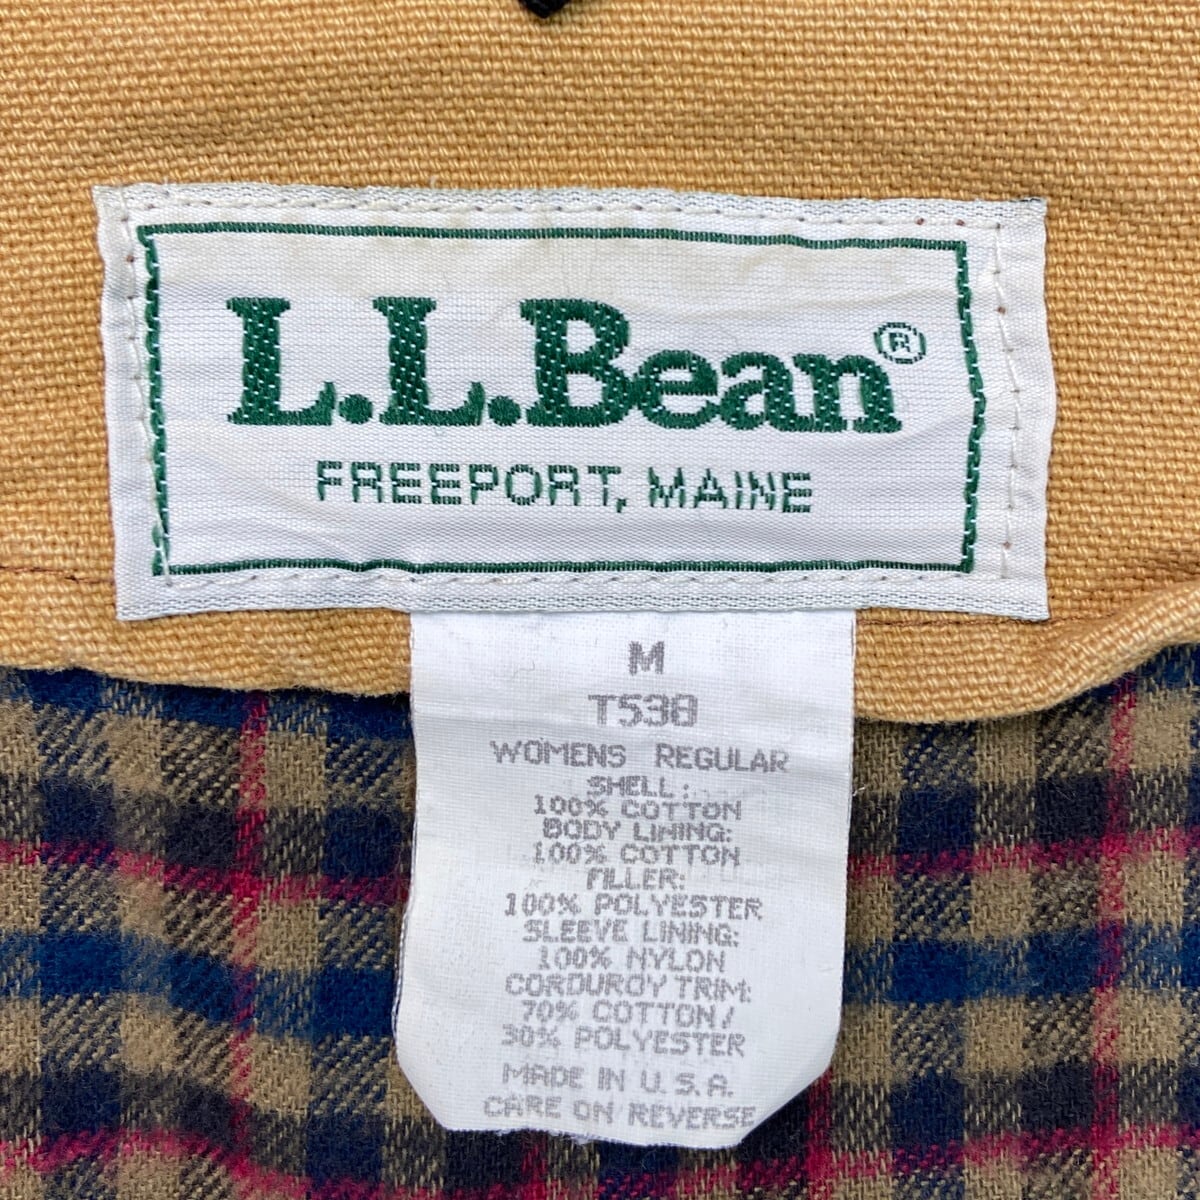 L.L.Bean®
FREEPORT, MAINE
M
T538
WOMENS REGULAR
SHELL:
100% COTTON
BODY LINING:
100% COTTON
FILLER:
100% POLYESTER
SLEEVE LINING:
100% NYLON
CORDUROY TRIM:
70% COTTON/
30% POLYESTER
MADE IN U.S.A.
CARE ON REVERSE